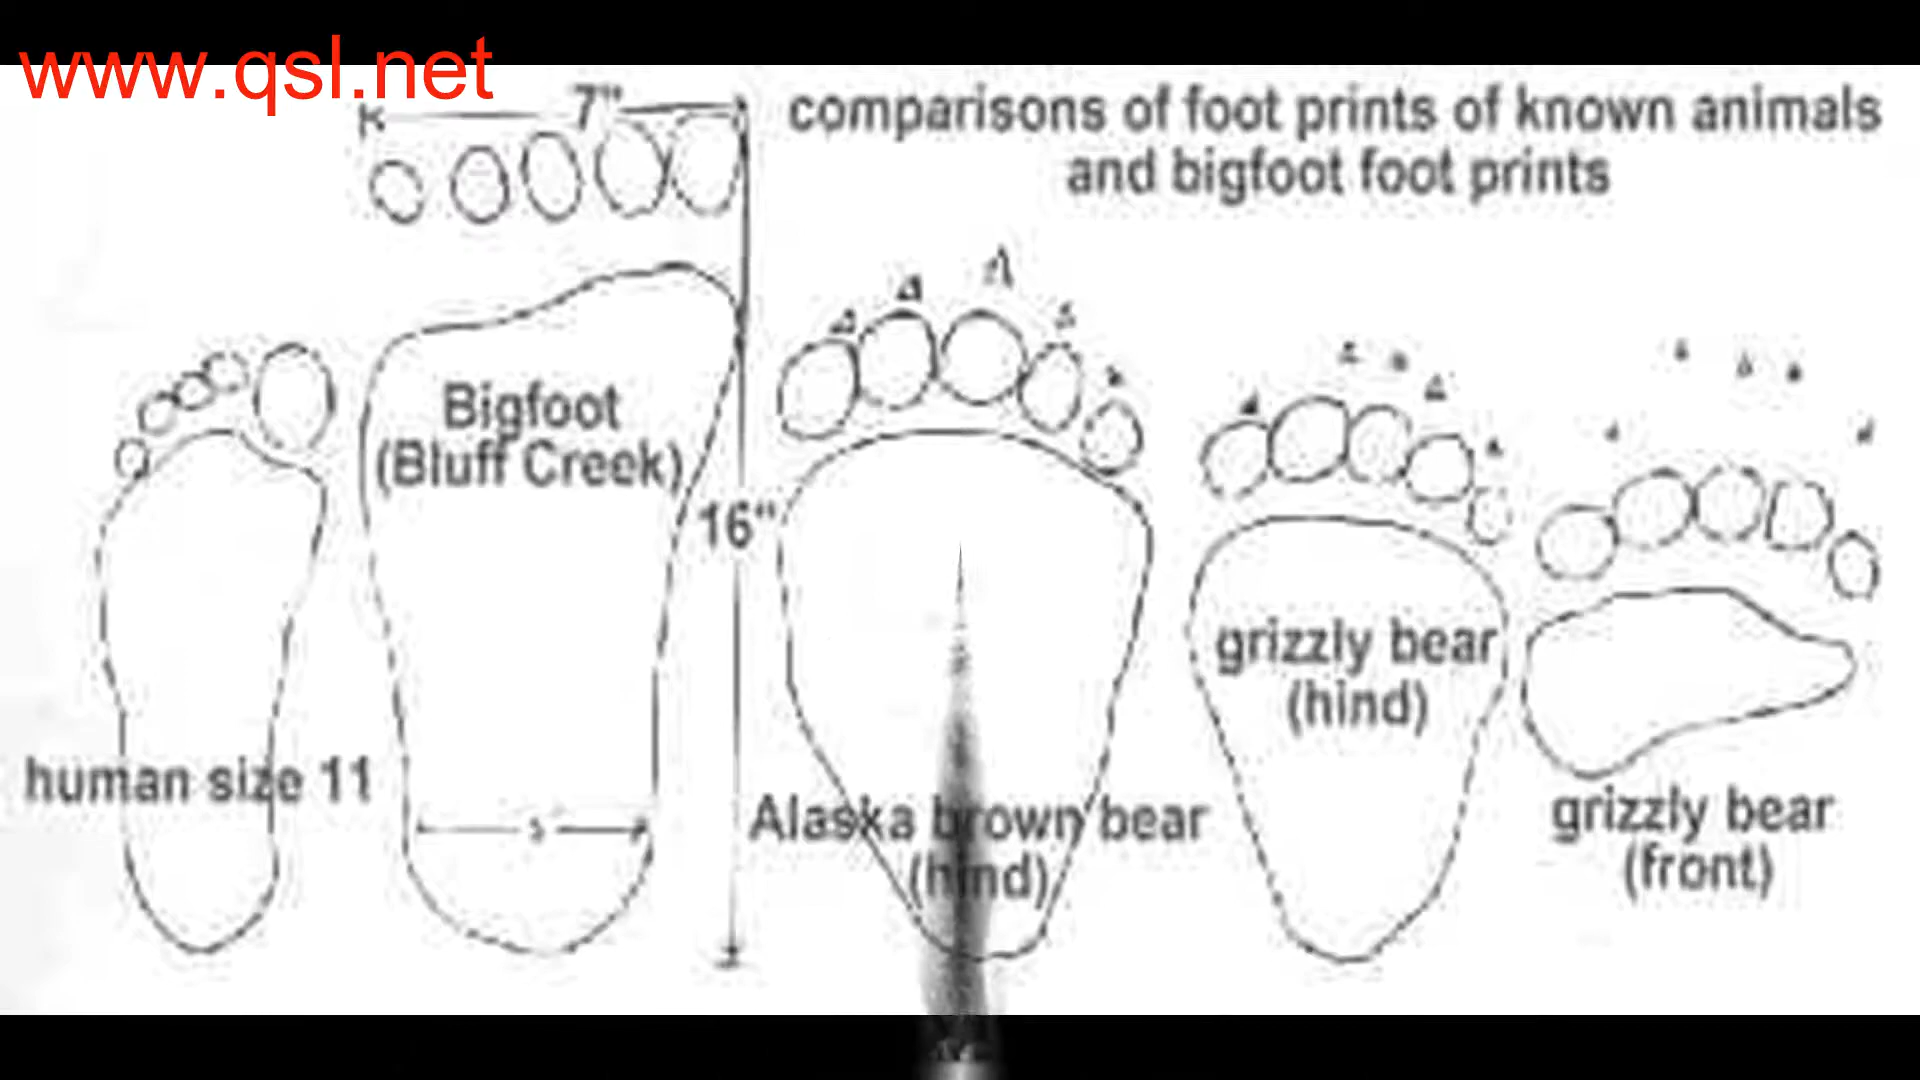 www.qsl.net
7"
comparisons of foot prints of known animals
and bigfoot foot prints
Bigfoot
(Bluff Creek)
16"
human size 11
Alaska brown bear
(hind)
grizzly bear
(hind)
grizzly bear
(front)